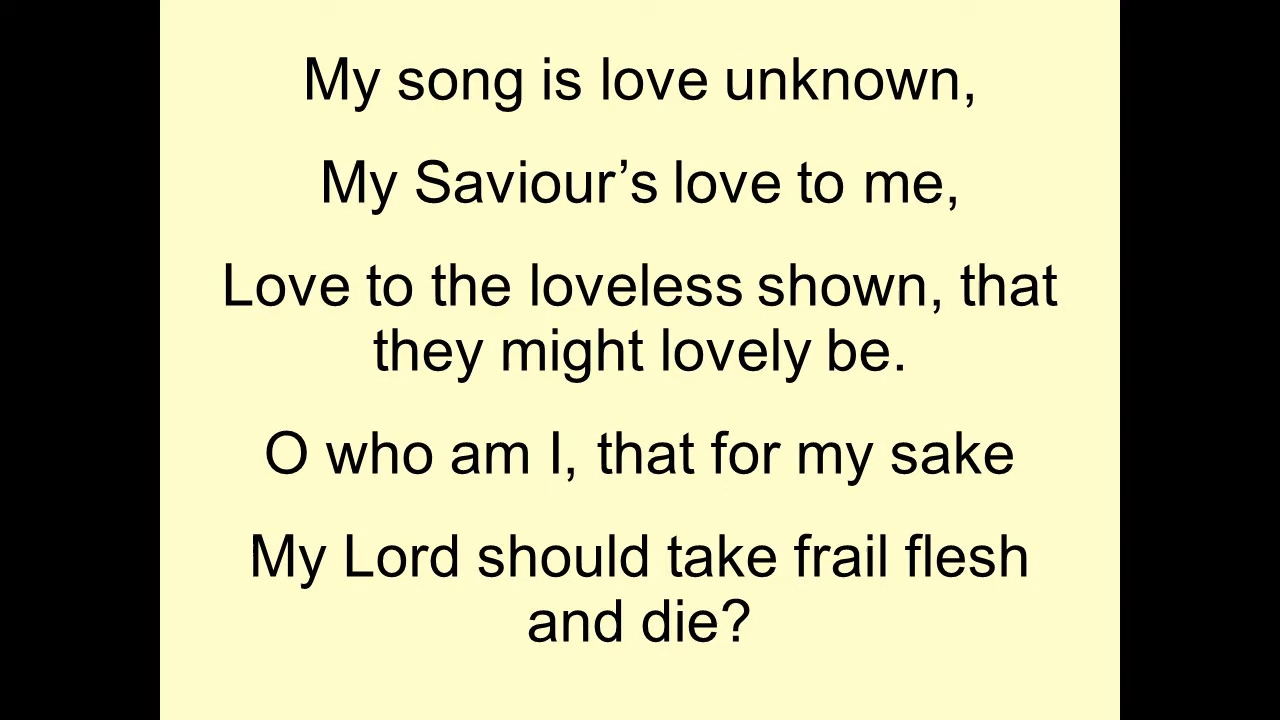 My song is love unknown,
My Saviour’s love to me,
Love to the loveless shown, that
they might lovely be.
O who am I, that for my sake
My Lord should take frail flesh
and die?